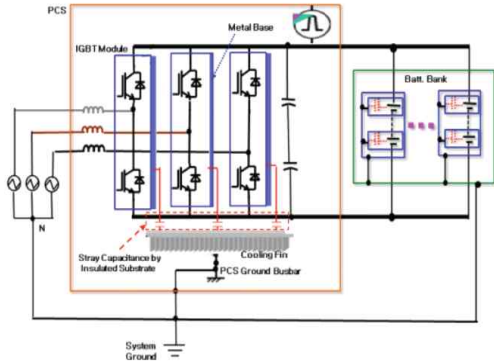 PCS
Metal Base
IGBT Module
Batt. Bank
N
Cooling Fin
Stray Capacitance by
Insulated Substrate
PCS Ground Busbar
System
Ground